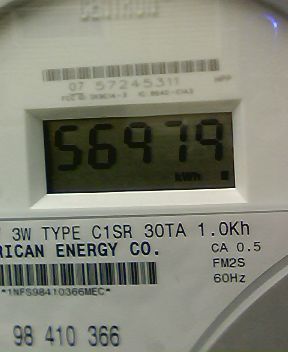 CENTRON
07 57245311
56979
kWh
3W TYPE C1SR 30TA 1.0Kh
RICAN ENERGY CO.
CA 0.5
FM2S
60Hz
*1NFS98410366MEC*
98 410 366